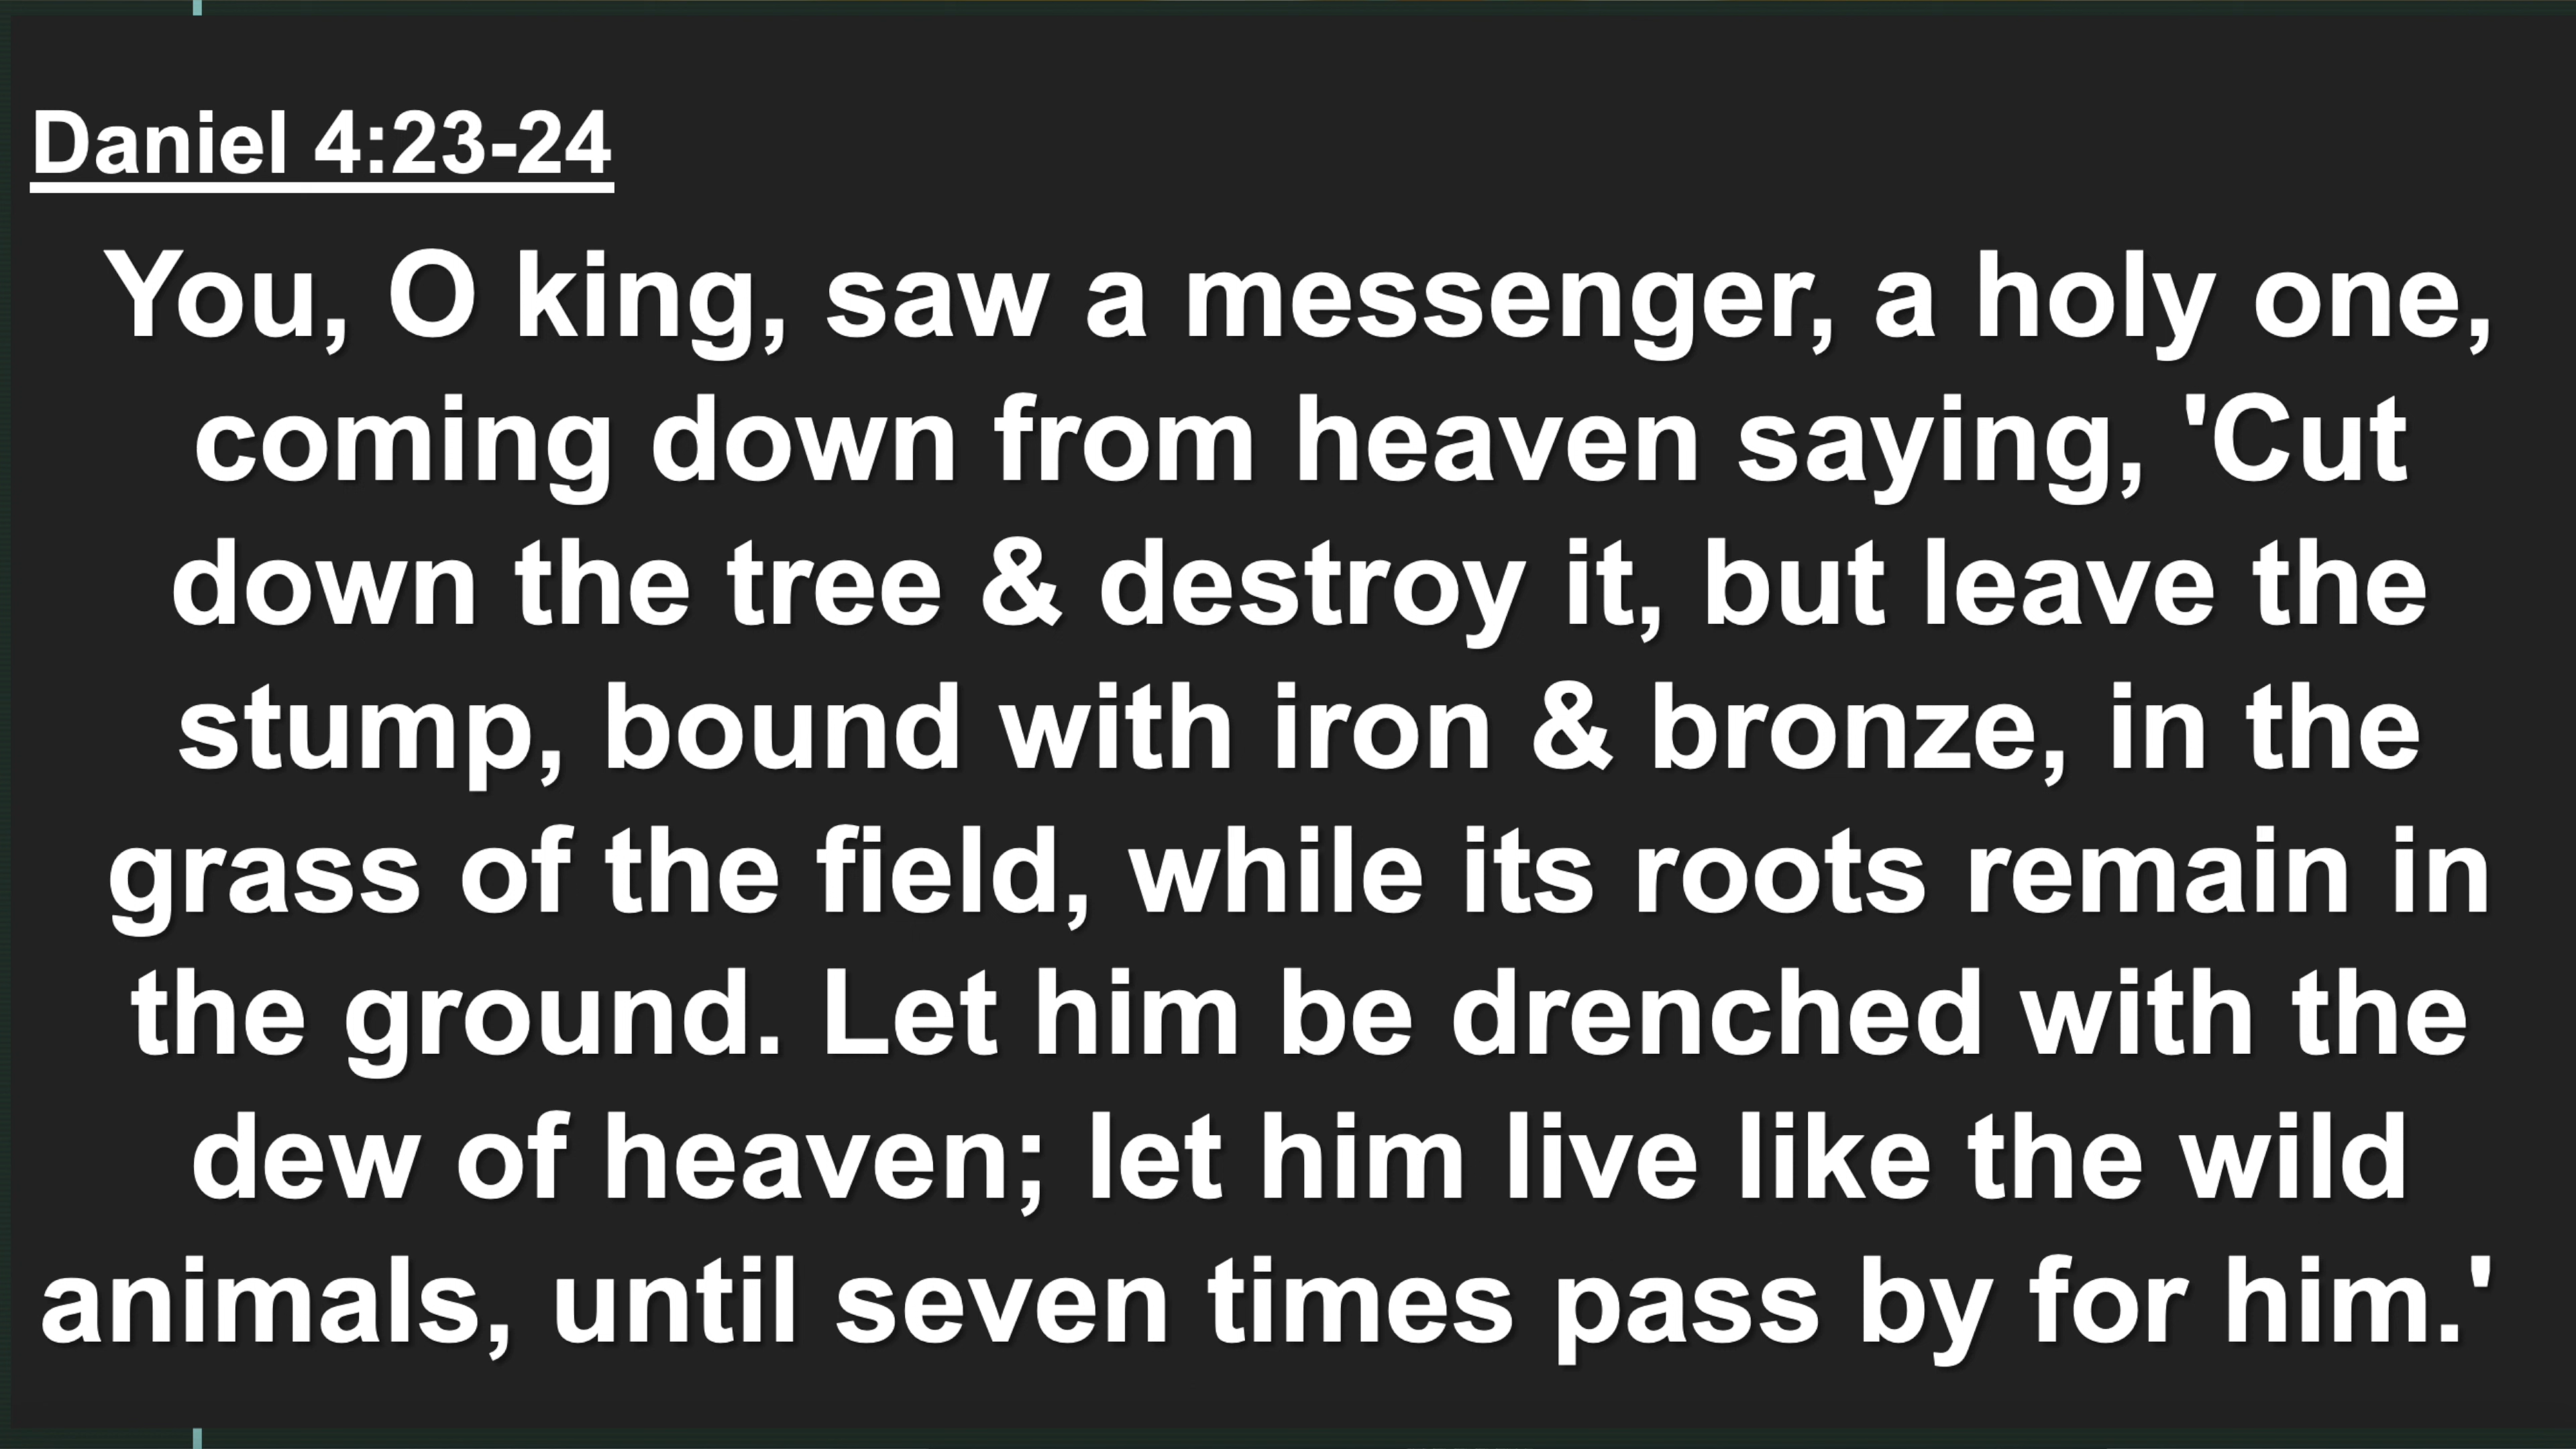 Daniel 4:23-24
You, O king, saw a messenger, a holy one,
coming down from heaven saying, 'Cut
down the tree & destroy it, but leave the
stump, bound with iron & bronze, in the
grass of the field, while its roots remain in
the ground. Let him be drenched with the
dew of heaven; let him live like the wild
animals, until seven times pass by for him.'